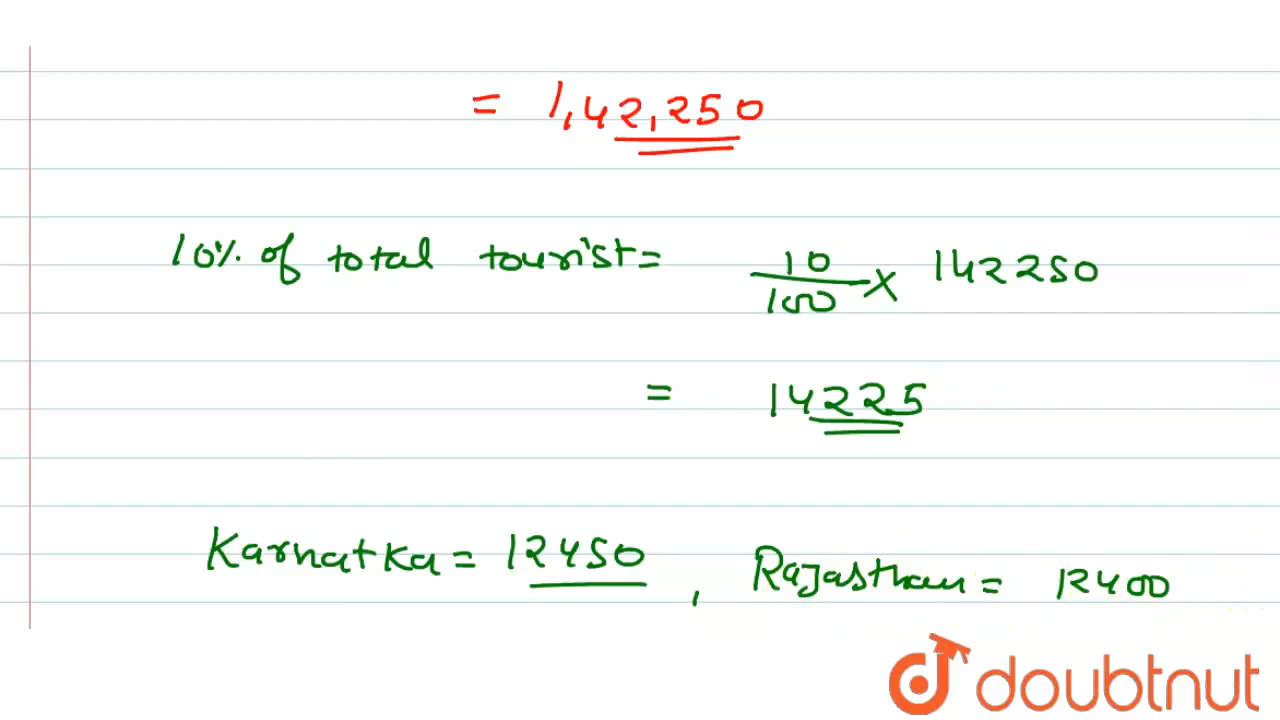 = 1,42,250
10% of total tourist = 10/100 × 142250
= 14225
Karnatka = 12450, Rajasthan = 12400
doubtnut